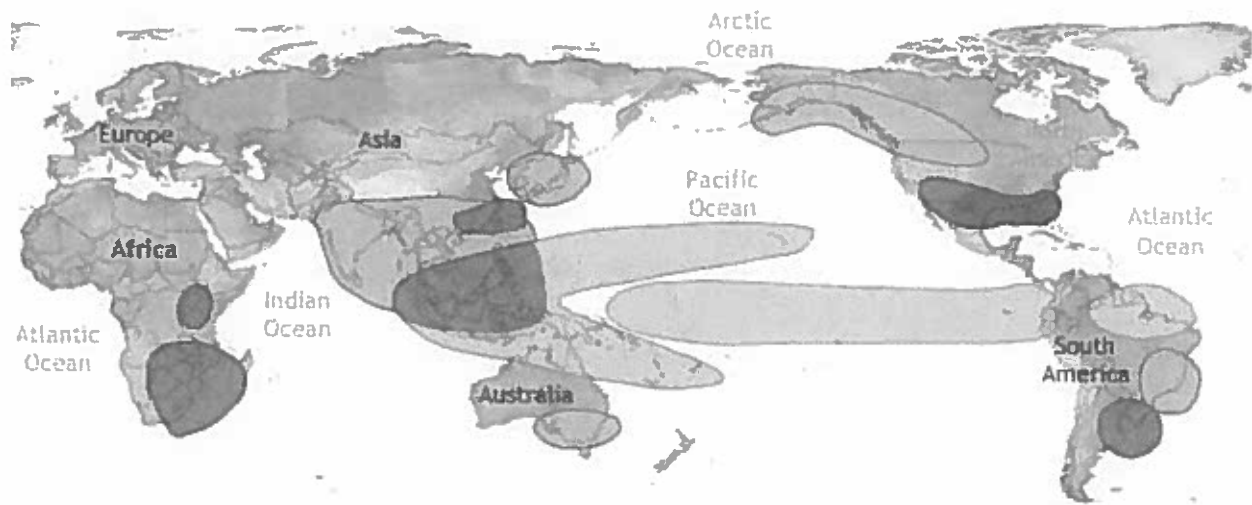 Arctic
Ocean
Europe
Asia
Pacific
Ocean
Atlantic
Ocean
Africa
Indian
Ocean
Atlantic
Ocean
South
America
Australia